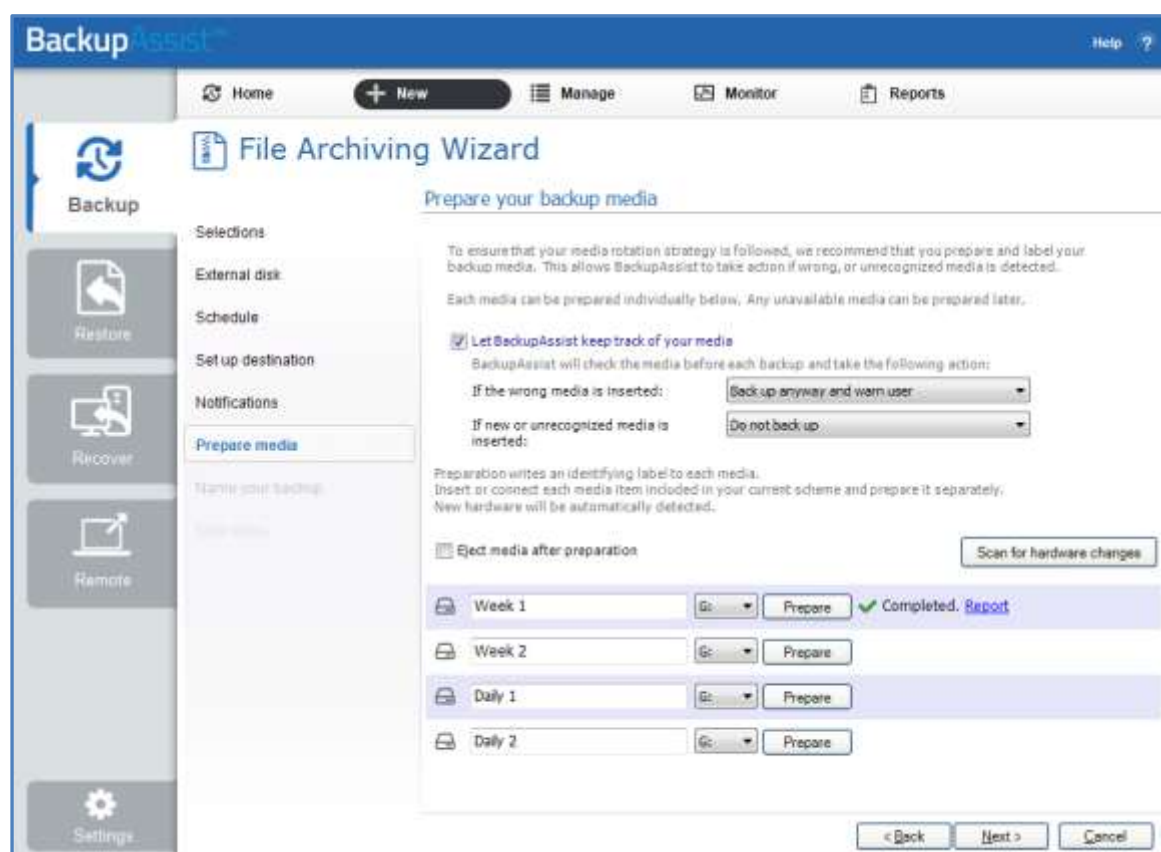 BackupAssist™
Help ?
Home
New
Manage
Monitor
Reports
File Archiving Wizard
Backup
Restore
Recover
Remote
Settings
Selections
External disk
Schedule
Set up destination
Notifications
Prepare media
Name your backup
Prepare your backup media
To ensure that your media rotation strategy is followed, we recommend that you prepare and label your
backup media. This allows BackupAssist to take action if wrong, or unrecognized media is detected.
Each media can be prepared individually below. Any unavailable media can be prepared later.
Let BackupAssist keep track of your media
BackupAssist will check the media before each backup and take the following action:
If the wrong media is inserted: Back up anyway and warn user
If new or unrecognized media is Do not back up
inserted:
Preparation writes an identifying label to each media.
Insert or connect each media item included in your current scheme and prepare it separately.
New hardware will be automatically detected.
Eject media after preparation Scan for hardware changes
Week 1 G: Prepare Completed. Report
Week 2 G: Prepare
Daily 1 G: Prepare
Daily 2 G: Prepare
< Back Next > Cancel